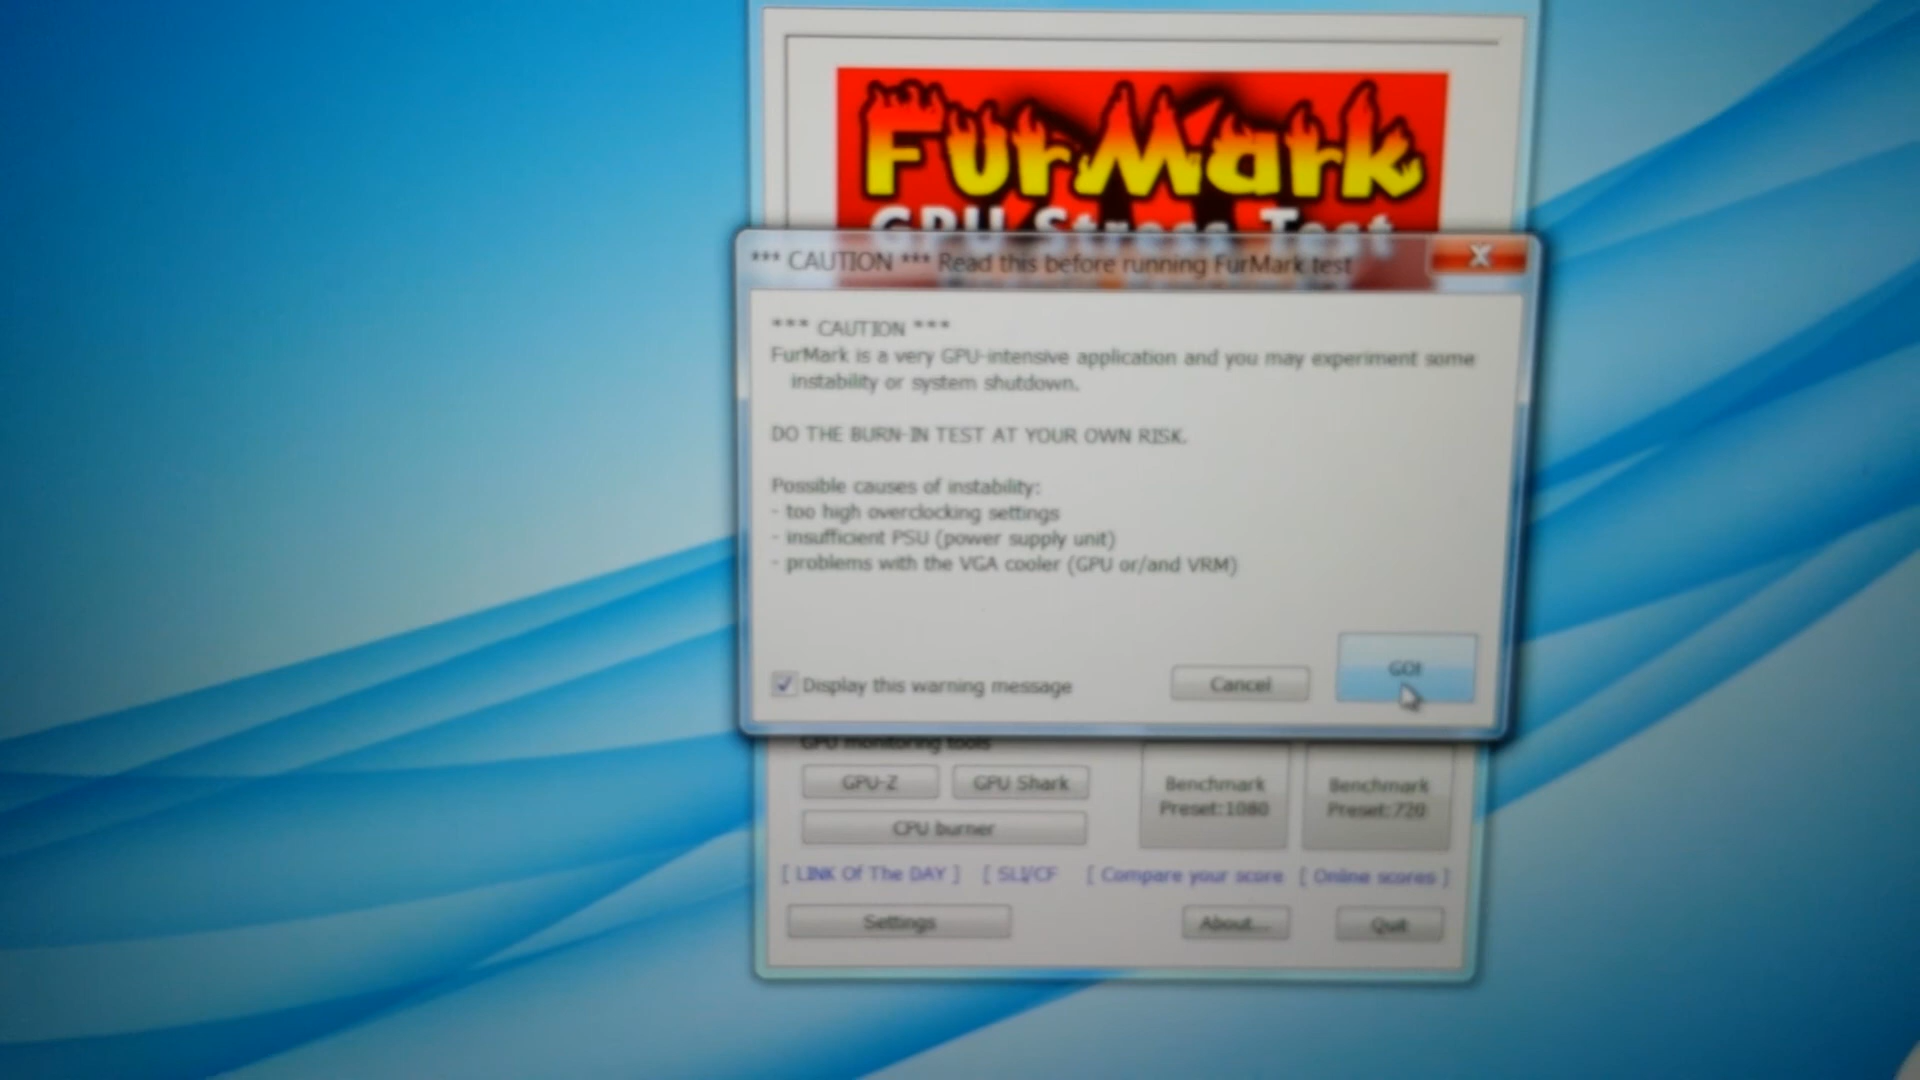 FurMark
GPU Stress Test
*** CAUTION *** Read this before running FurMark test
X
*** CAUTION ***
FurMark is a very GPU-intensive application and you may experiment some
instability or system shutdown.
DO THE BURN-IN TEST AT YOUR OWN RISK.
Possible causes of instability:
- too high overclocking settings
- insufficient PSU (power supply unit)
- problems with the VGA cooler (GPU or/and VRM)
Display this warning message
Cancel
GO!
GPU monitoring tools
GPU-Z
GPU Shark
Benchmark
Preset:1080
Benchmark
Preset:720
CPU burner
[ LINK Of The DAY ] [ SLI/CF [ Compare your score [ Online scores ]
Settings
About...
Quit